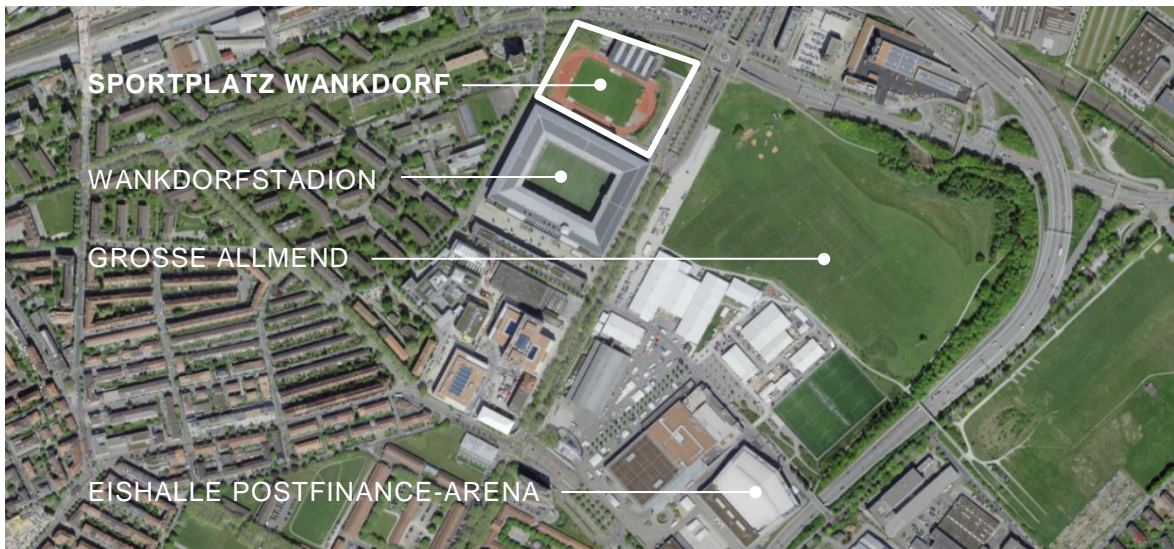 SPORTPLATZ WANKDORF
WANKDORFSTADION
GROSSE ALLMEND
EISHALLE POSTFINANCE-ARENA